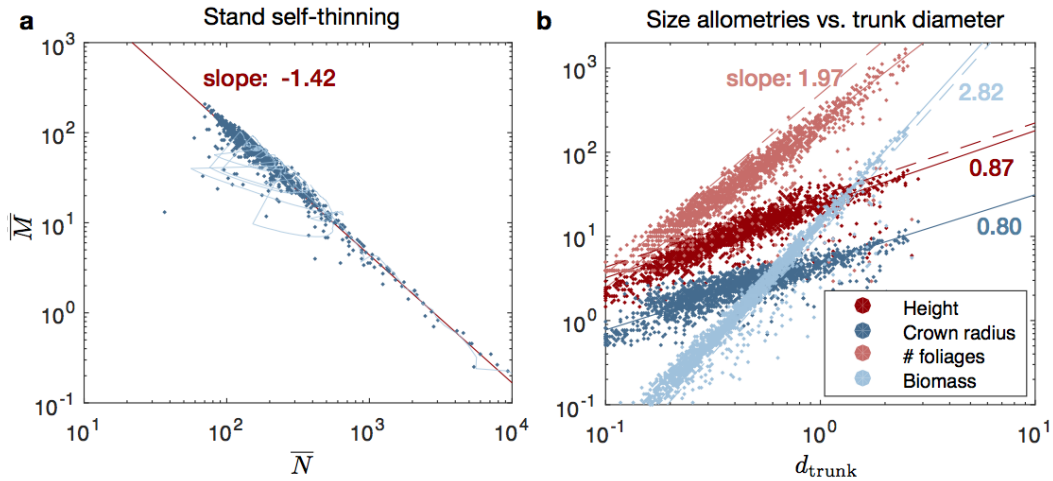 a Stand self-thinning
slope: -1.42
10³
10²
10¹
10⁰
10⁻¹
M
10¹ 10² 10³ 10⁴
N
b Size allometries vs. trunk diameter
slope: 1.97
2.82
0.87
0.80
10³
10²
10¹
10⁰
10⁻¹
Height
Crown radius
# foliages
Biomass
10⁻¹ 10⁰ 10¹
d_trunk